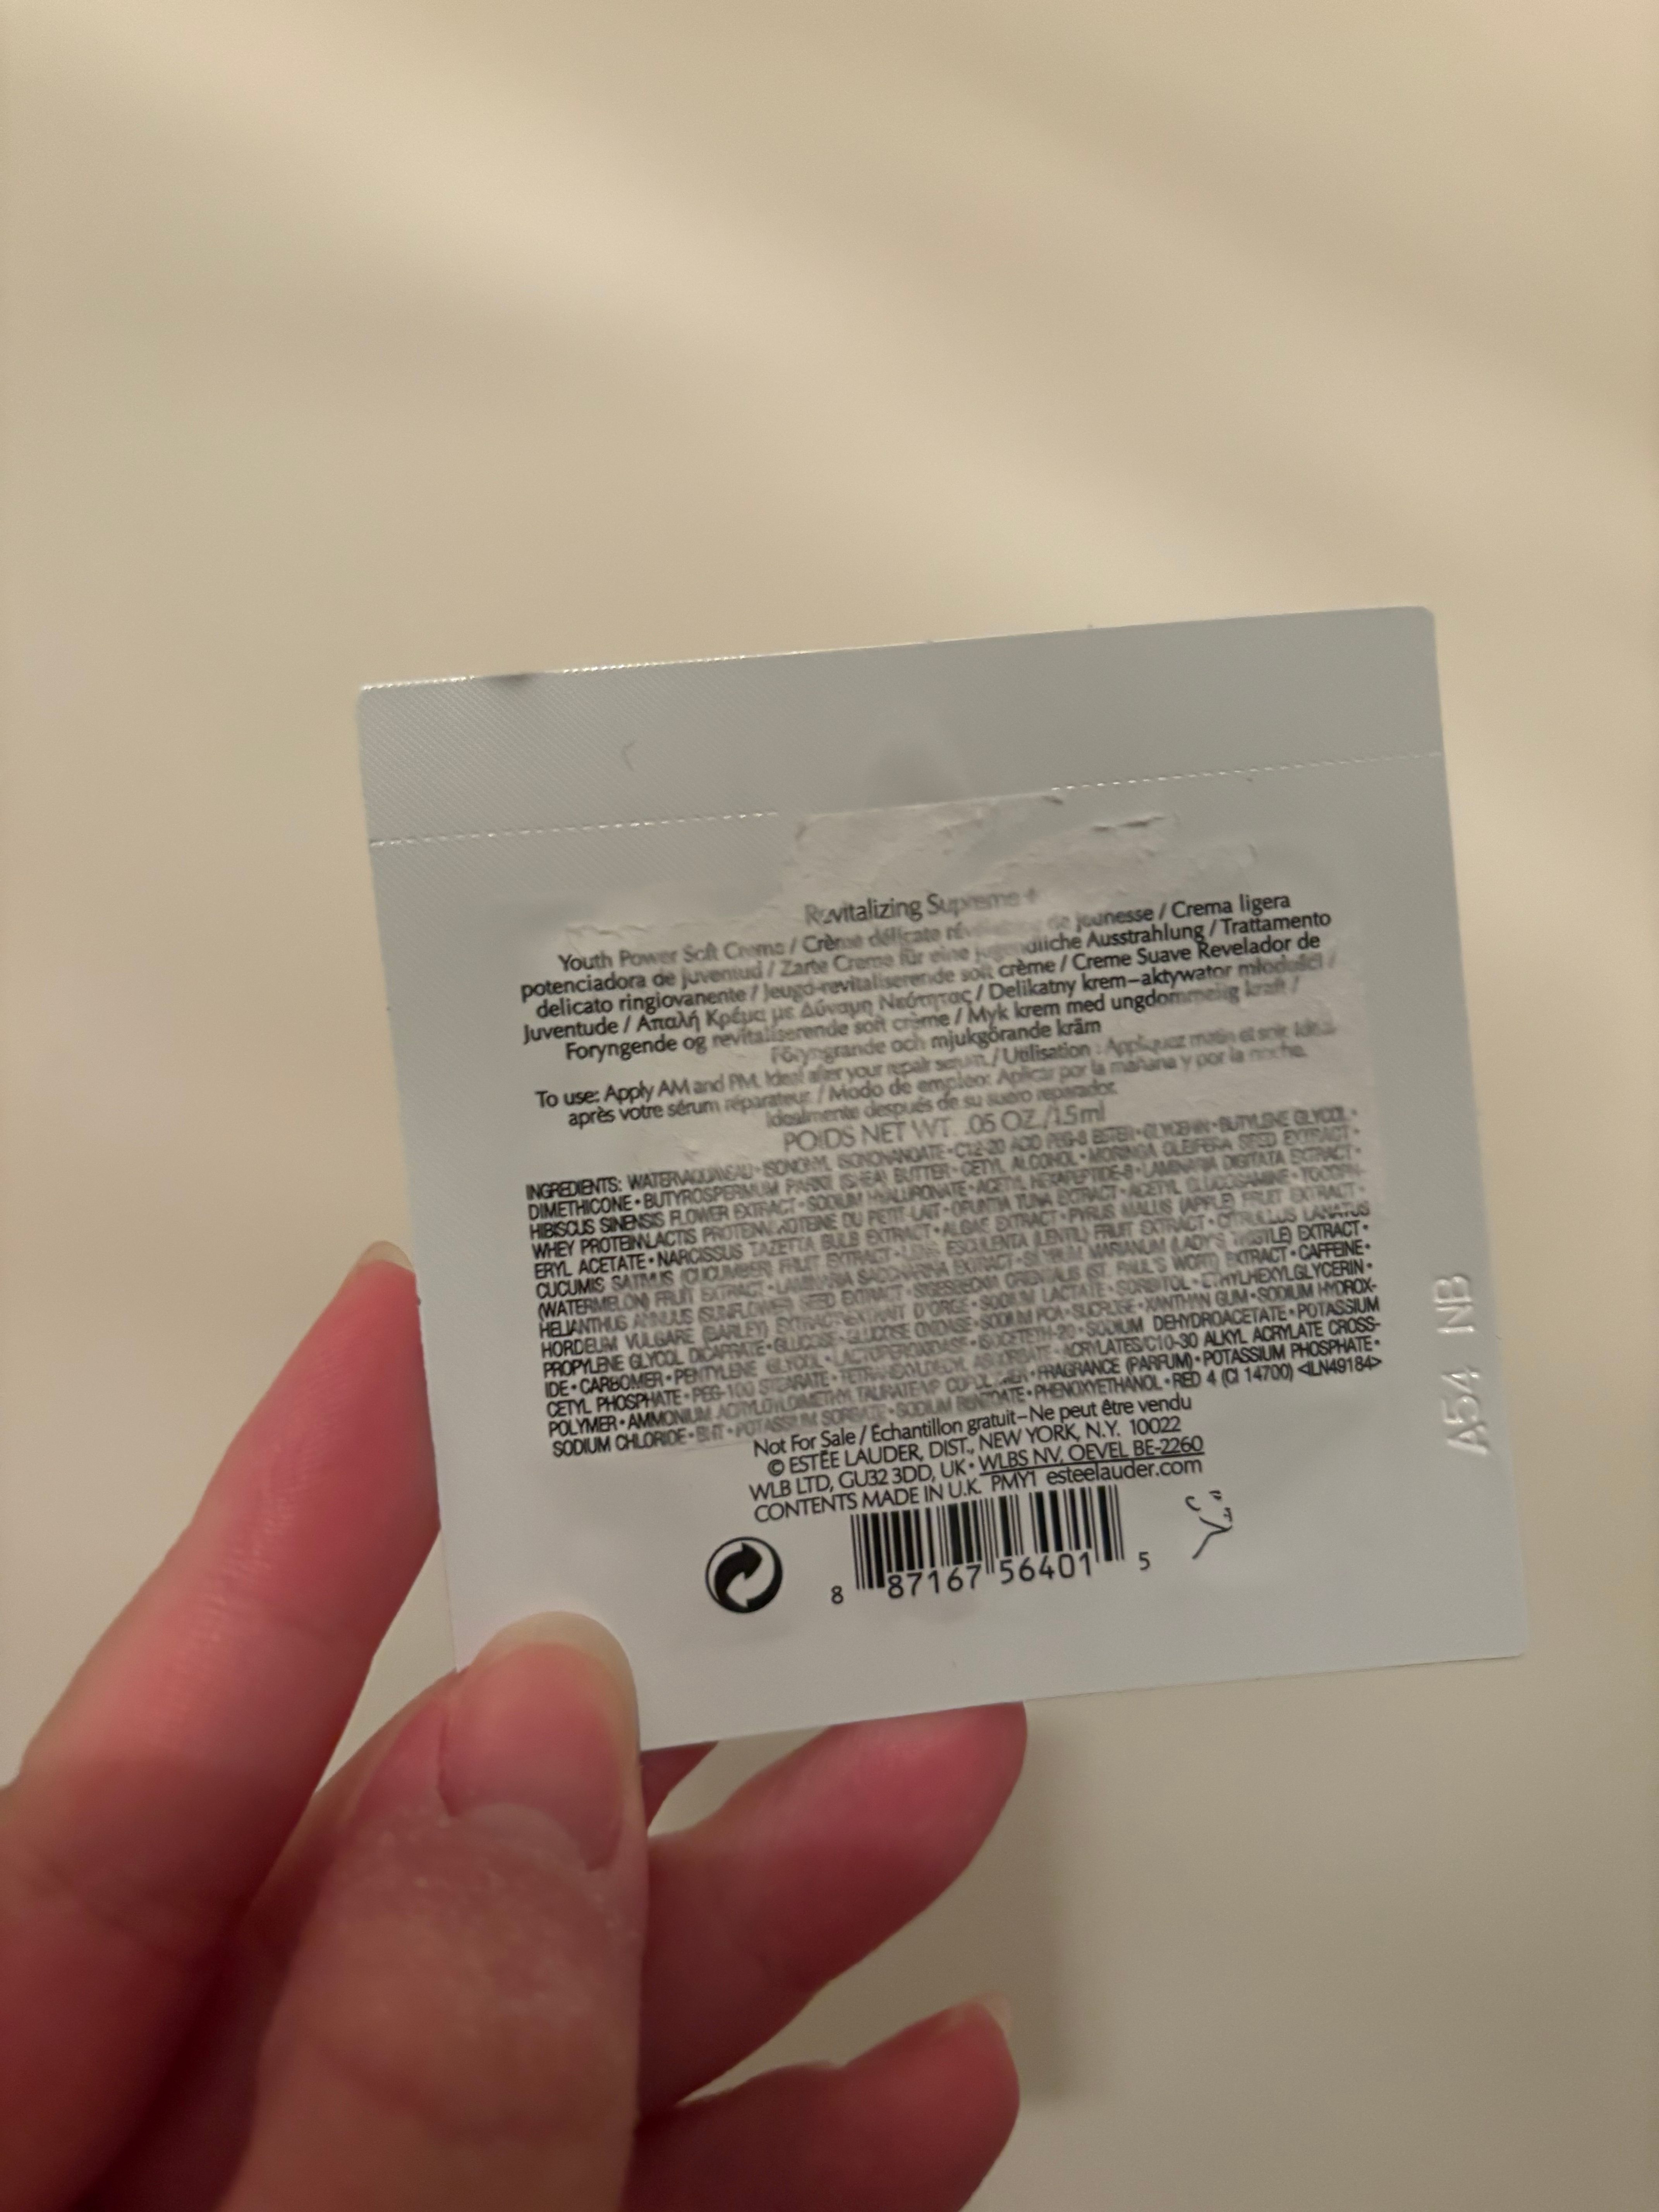 Revitalizing Supreme +
Youth Power Soft Creme / Crème délicate de jeunesse / Crema ligera
potenciadora de juventud / Zarte Creme für eine jugendliche Ausstrahlung / Trattamento
delicato ringiovanente / Jeugd-revitaliserende soft crème / Creme Suave Revelador de
Juventude / Απαλή Κρέμα με Δύναμη Νεότητας / Delikatny krem-aktywator młodości /
Foryngende og revitaliserende soft crème / Myk krem med ungdommelig kraft /
Föryngrande och mjukgörande kräm
To use: Apply AM and PM. Ideal after your repair serum. / Utilisation : Appliquez matin et soir. Idéal
après votre sérum réparateur. / Modo de empleo: Aplicar por la mañana y por la noche.
Idealmente después de su suero reparador.
POIDS NET WT. .05 OZ./1.5ml
INGREDIENTS: WATER\AQUA\EAU • ISONONYL ISONONANOATE • C12-20 ACID PEG-8 ESTER • GLYCERIN • BUTYLENE GLYCOL •
DIMETHICONE • BUTYROSPERMUM PARKII (SHEA) BUTTER • CETYL ALCOHOL • MORINGA OLEIFERA SEED EXTRACT •
HIBISCUS SINENSIS FLOWER EXTRACT • SODIUM HYALURONATE • ACETYL HEXAPEPTIDE-8 • LAMINARIA DIGITATA EXTRACT •
WHEY PROTEIN\LACTIS PROTEIN\PROTEINE DU PETIT-LAIT • OPUNTIA TUNA EXTRACT • ACETYL GLUCOSAMINE • TOCOPH-
ERYL ACETATE • NARCISSUS TAZETTA BULB EXTRACT • ALGAE EXTRACT • PYRUS MALUS (APPLE) FRUIT EXTRACT •
CUCUMIS SATIVUS (CUCUMBER) FRUIT EXTRACT • LENS ESCULENTA (LENTIL) FRUIT EXTRACT • CITRULLUS LANATUS
(WATERMELON) FRUIT EXTRACT • LAMINARIA SACCHARINA EXTRACT • SILYBUM MARIANUM (LADY'S THISTLE) EXTRACT •
HELIANTHUS ANNUUS (SUNFLOWER) SEED EXTRACT • SIGESBECKIA ORIENTALIS (ST. PAUL'S WORT) EXTRACT • CAFFEINE •
HORDEUM VULGARE (BARLEY) EXTRACT\EXTRAIT D'ORGE • SODIUM LACTATE • SORBITOL • ETHYLHEXYLGLYCERIN •
PROPYLENE GLYCOL DICAPRATE • GLUCOSE • GLUCOSE OXIDASE • SODIUM PCA • SUCROSE • XANTHAN GUM • SODIUM HYDROX-
IDE • CARBOMER • PENTYLENE GLYCOL • LACTOPEROXIDASE • ISOCETETH-20 • SODIUM DEHYDROACETATE • POTASSIUM
CETYL PHOSPHATE • PEG-100 STEARATE • TETRAHEXYLDECYL ASCORBATE • ACRYLATES/C10-30 ALKYL ACRYLATE CROSS-
POLYMER • AMMONIUM ACRYLOYLDIMETHYLTAURATE/VP COPOLYMER • FRAGRANCE (PARFUM) • POTASSIUM PHOSPHATE •
SODIUM CHLORIDE • BHT • POTASSIUM SORBATE • SODIUM BENZOATE • PHENOXYETHANOL • RED 4 (CI 14700) <ILN49184>
Not For Sale / Échantillon gratuit – Ne peut être vendu
© ESTÉE LAUDER, DIST., NEW YORK, N.Y. 10022
WLB LTD, GU32 3DD, UK • WLBS NV, OEVEL BE-2260
CONTENTS MADE IN U.K. PMY1 esteelauder.com
8 87167 56401 5
A54 NB